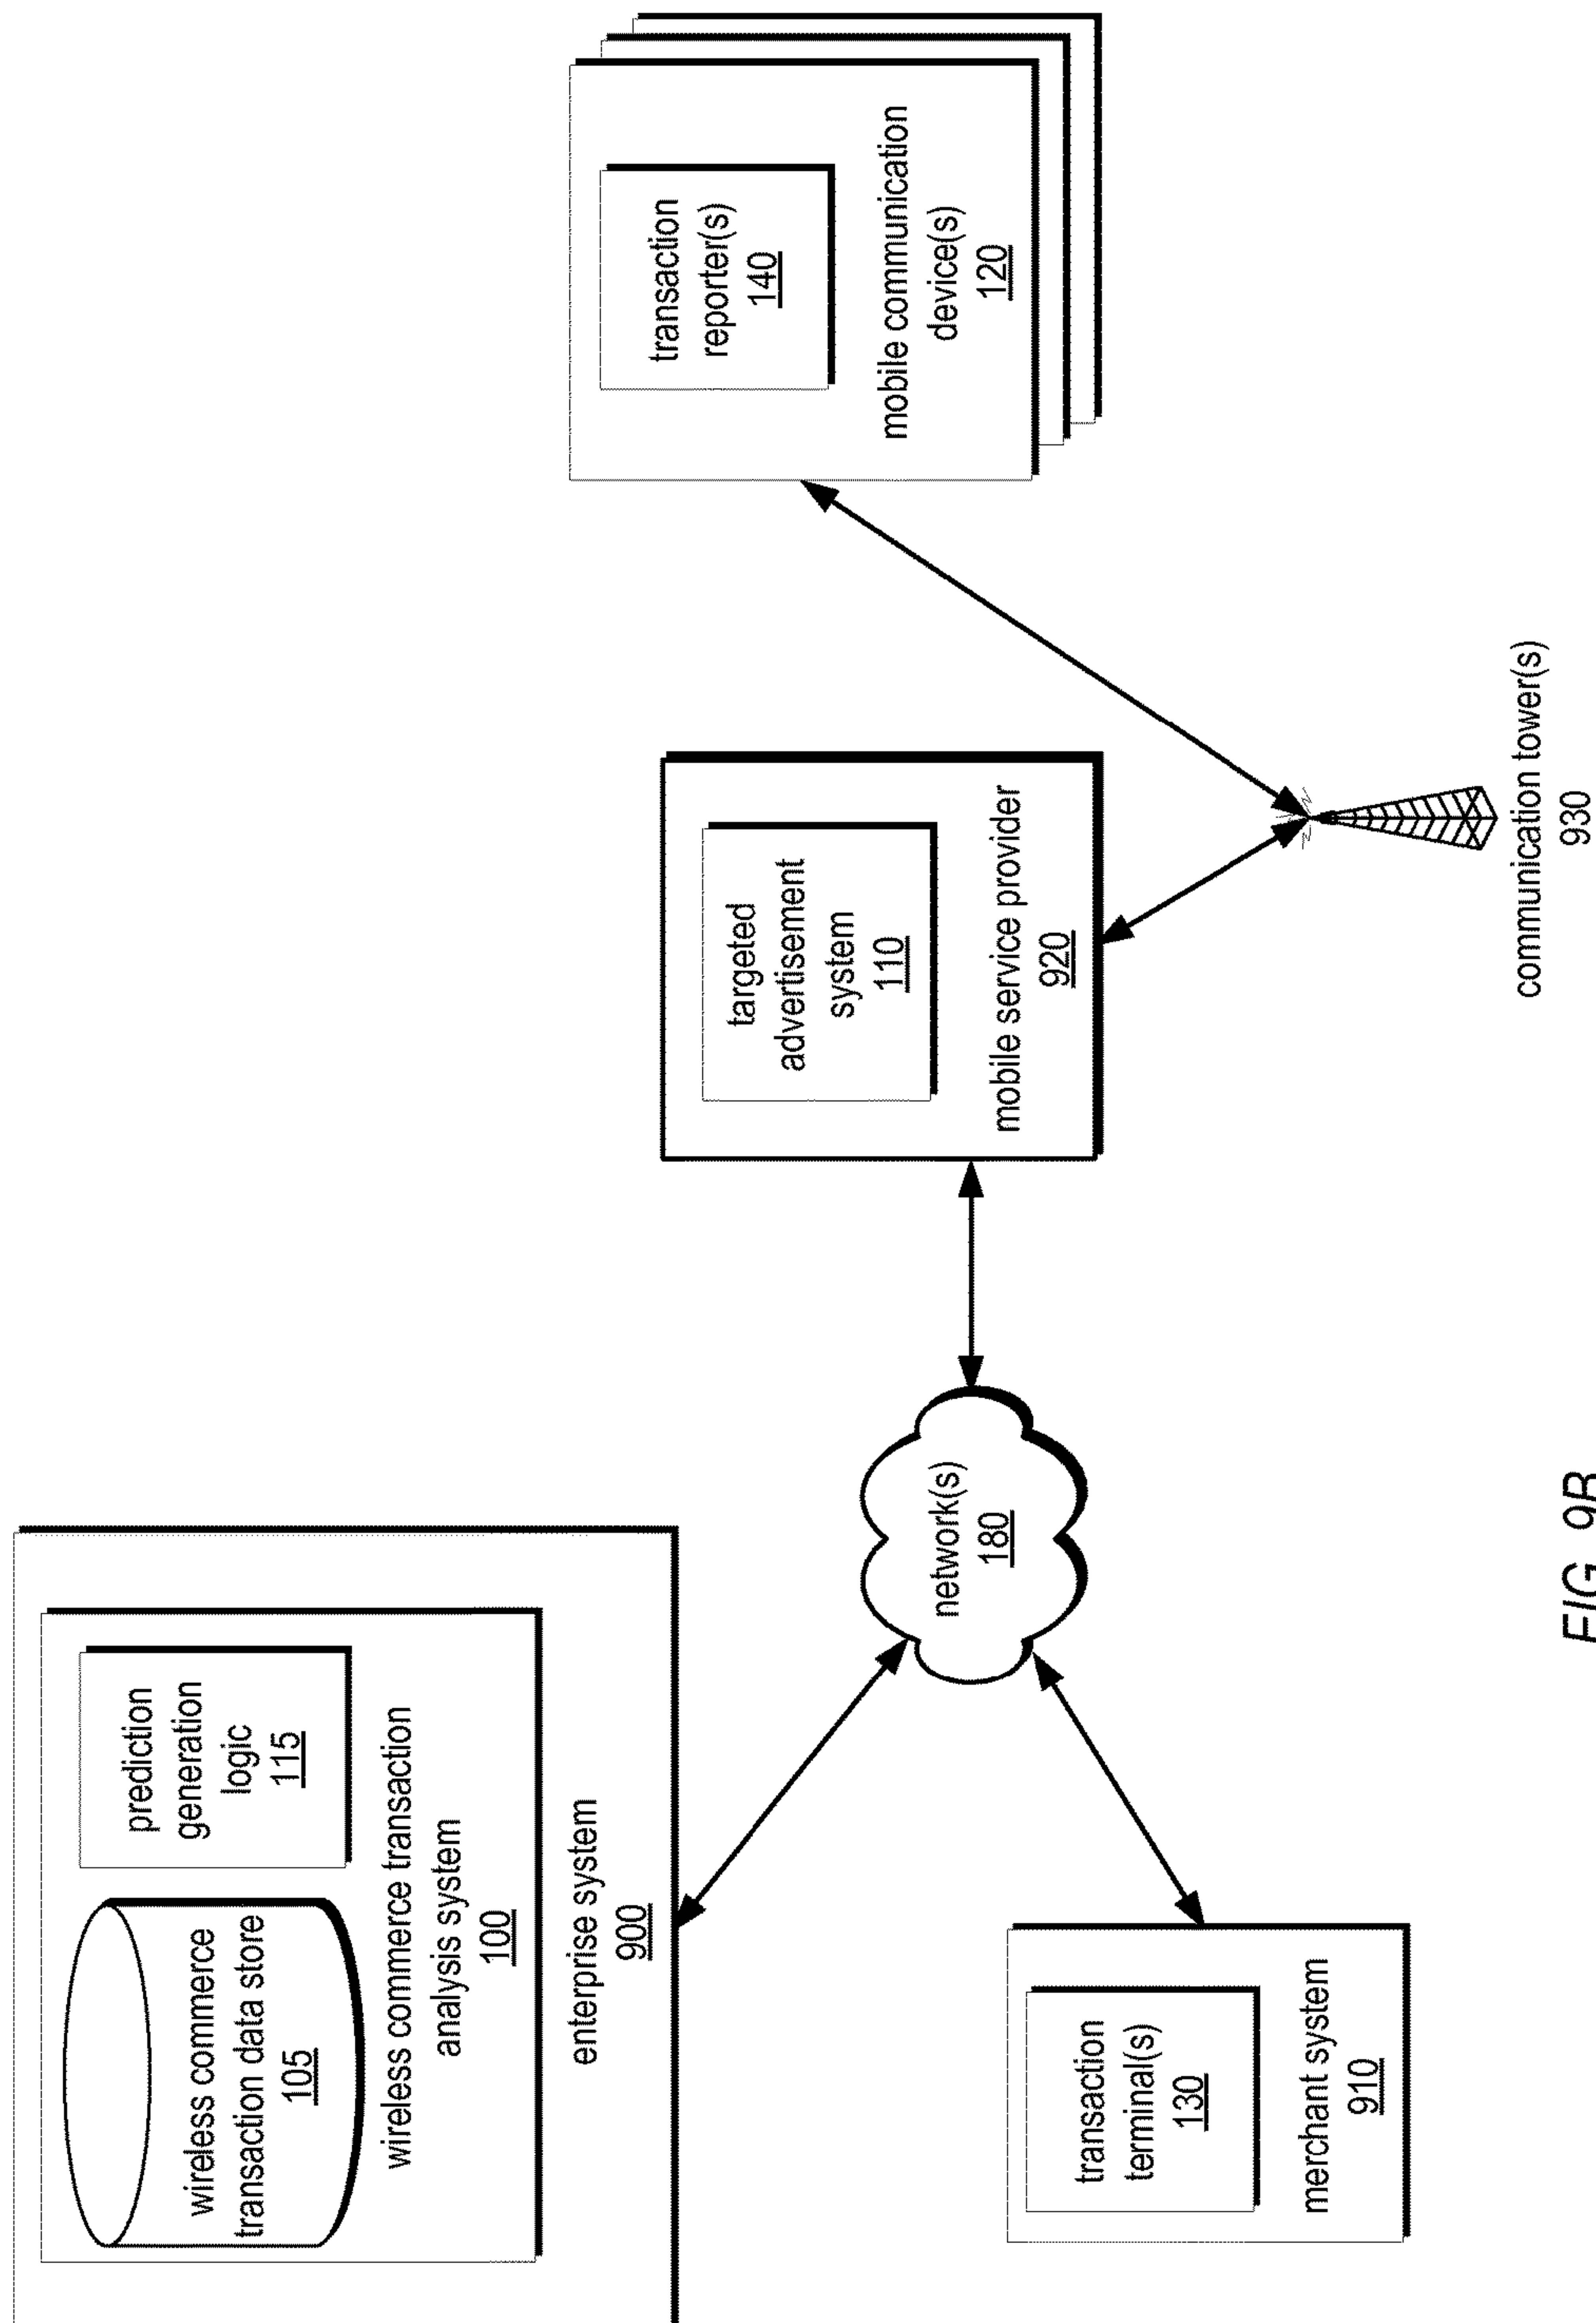 wireless commerce
transaction data store
105
prediction
generation
logic
115
wireless commerce transaction
analysis system
100
enterprise system
900
transaction
terminal(s)
130
merchant system
910
network(s)
180
targeted
advertisement
system
110
mobile service provider
920
transaction
reporter(s)
140
mobile communication
device(s)
120
communication tower(s)
930
FIG. 9B